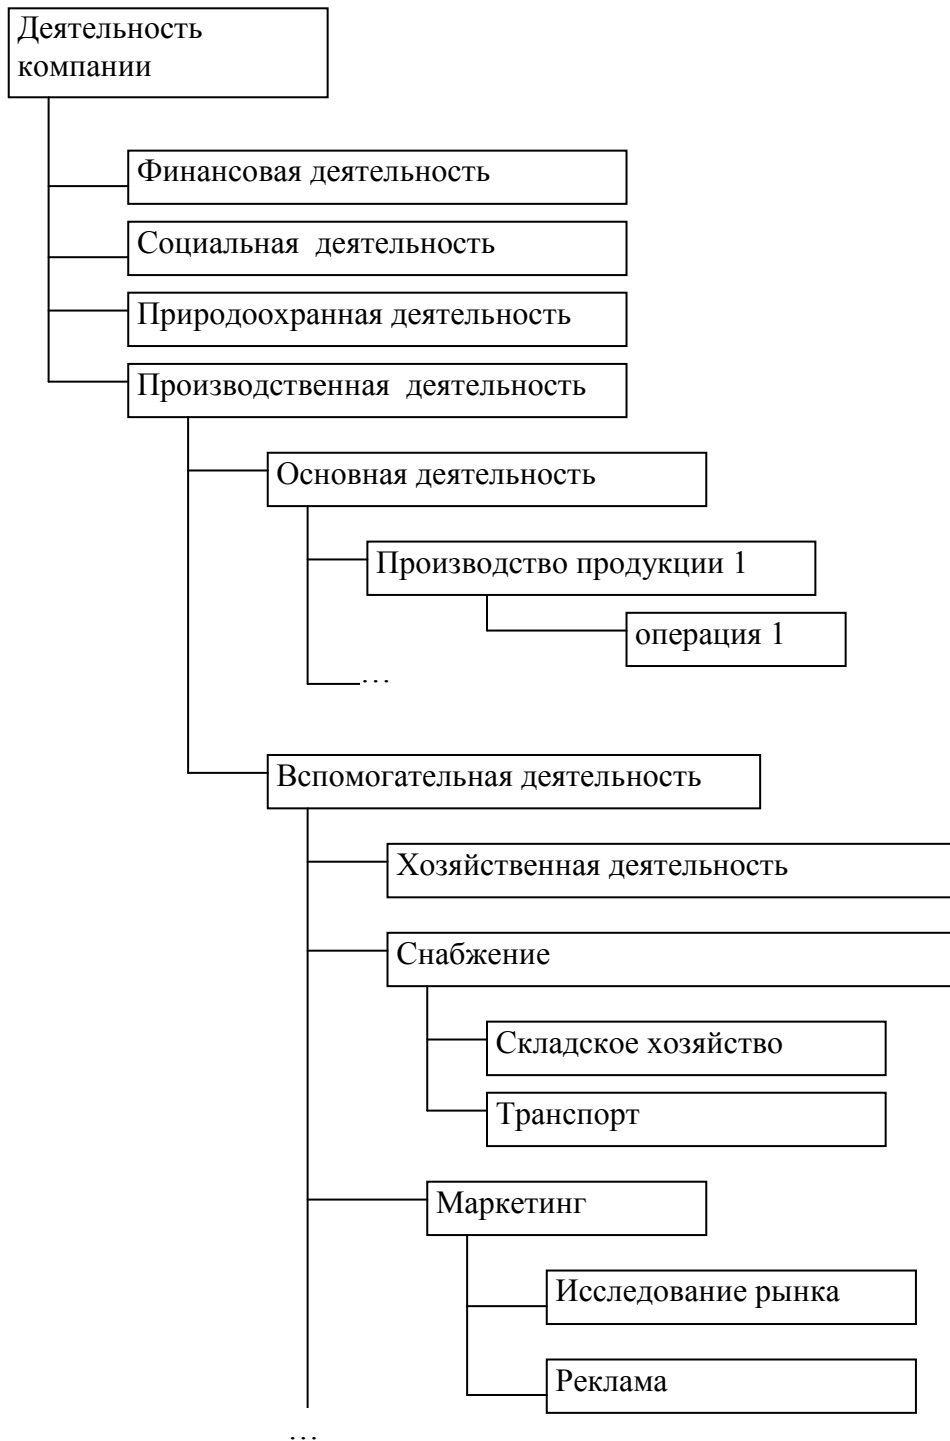 Деятельность
компании
Финансовая деятельность
Социальная деятельность
Природоохранная деятельность
Производственная деятельность
Основная деятельность
Производство продукции 1
операция 1
…
Вспомогательная деятельность
Хозяйственная деятельность
Снабжение
Складское хозяйство
Транспорт
Маркетинг
Исследование рынка
Реклама
…